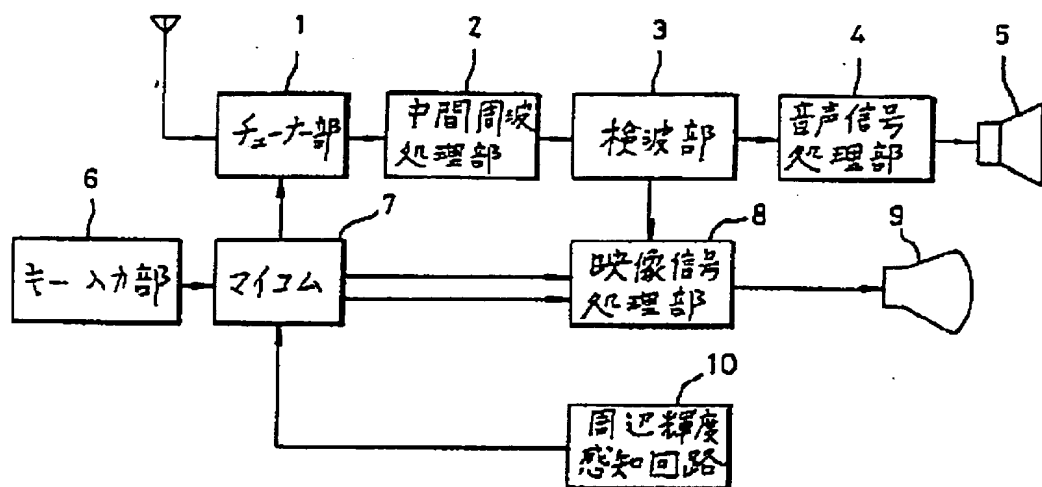 1
2
3
4
5
チューナー部
中間周波
処理部
検波部
音声信号
処理部
6
7
8
9
キー入力部
マイコム
映像信号
処理部
10
周辺輝度
感知回路